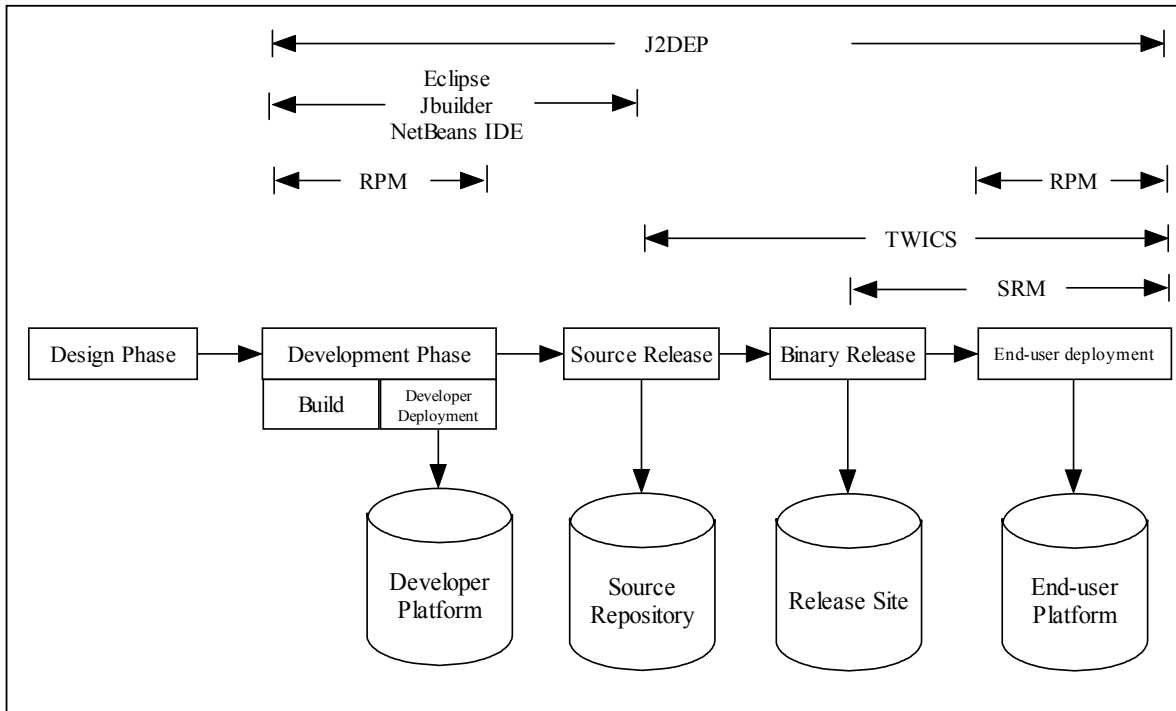 J2DEP
Eclipse
Jbuilder
NetBeans IDE
RPM
RPM
TWICS
SRM
Design Phase
Development Phase
Source Release
Binary Release
End-user deployment
Build
Developer
Deployment
Developer
Platform
Source
Repository
Release Site
End-user
Platform